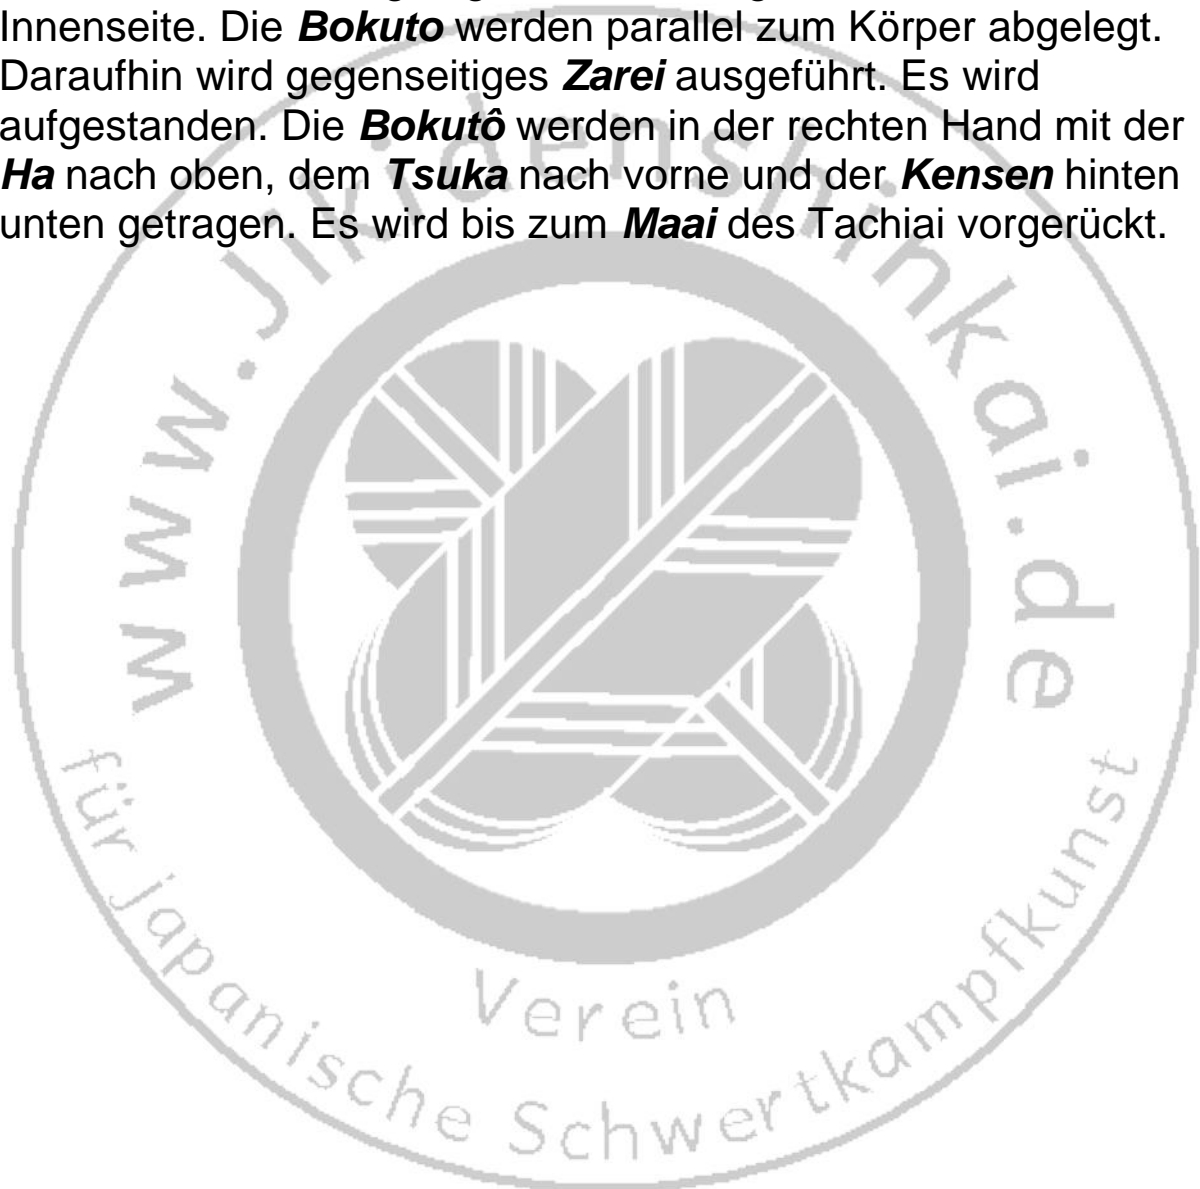 Innenseite. Die Bokuto werden parallel zum Körper abgelegt.
Daraufhin wird gegenseitiges Zarei ausgeführt. Es wird
aufgestanden. Die Bokutô werden in der rechten Hand mit der
Ha nach oben, dem Tsuka nach vorne und der Kensen hinten
unten getragen. Es wird bis zum Maai des Tachiai vorgerückt.
www.Jikidenshinkai.de
Verein
für japanische Schwertkampfkunst